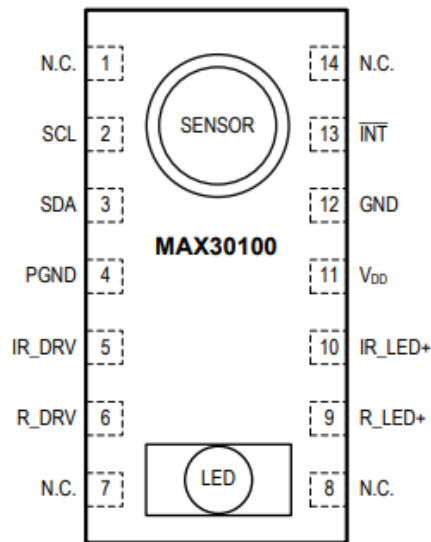 N.C. 1 14 N.C.
SENSOR
SCL 2 13 INT
SDA 3 12 GND
MAX30100
PGND 4 11 VDD
IR_DRV 5 10 IR_LED+
R_DRV 6 9 R_LED+
N.C. 7 LED 8 N.C.